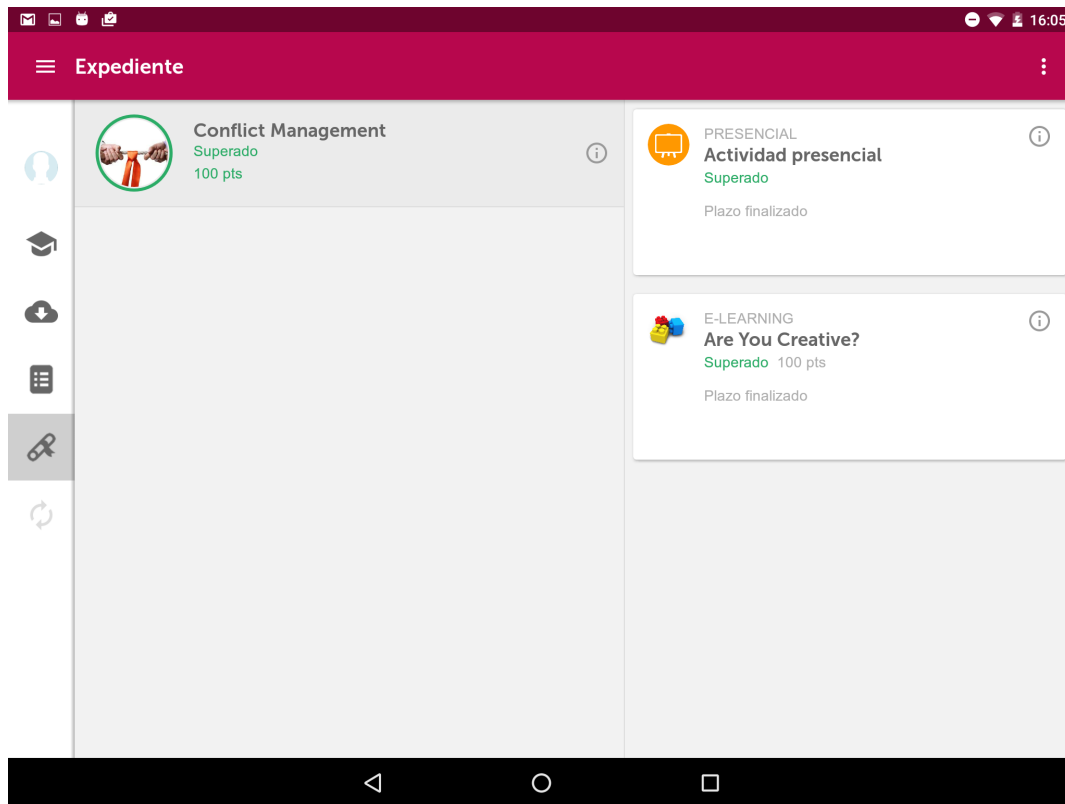 16:05
Expediente
Conflict Management
Superado
100 pts
PRESENCIAL
Actividad presencial
Superado
Plazo finalizado
E-LEARNING
Are You Creative?
Superado 100 pts
Plazo finalizado